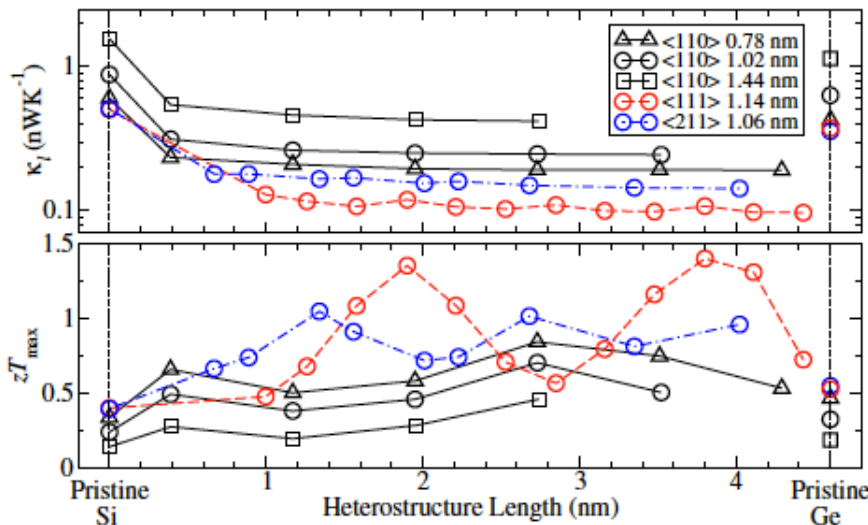 κl (nWK-1)
1
0.1
<110> 0.78 nm
<110> 1.02 nm
<110> 1.44 nm
<111> 1.14 nm
<211> 1.06 nm
zTmax
1.5
1
0.5
0
Pristine Si
1
2
3
4
Pristine Ge
Heterostructure Length (nm)